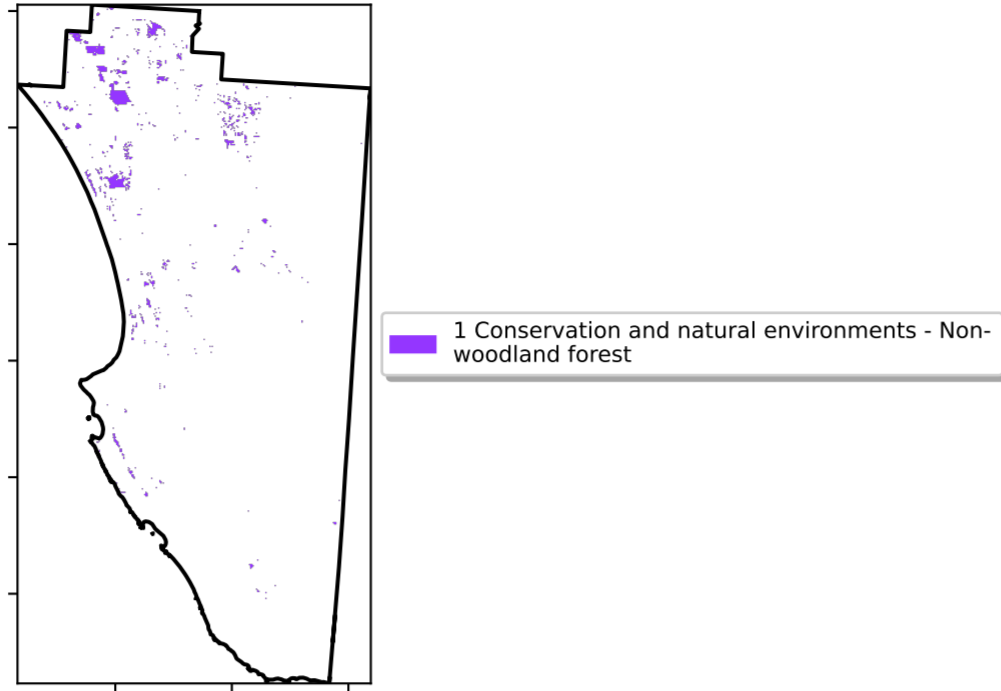 1 Conservation and natural environments - Non-
woodland forest